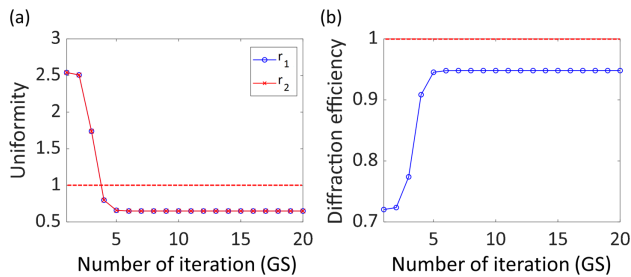 (a)
3
2.5
2
1.5
1
0.5
5
10
15
20
Uniformity
Number of iteration (GS)
r1
r2
(b)
1
0.9
0.8
0.7
5
10
15
20
Diffraction efficiency
Number of iteration (GS)